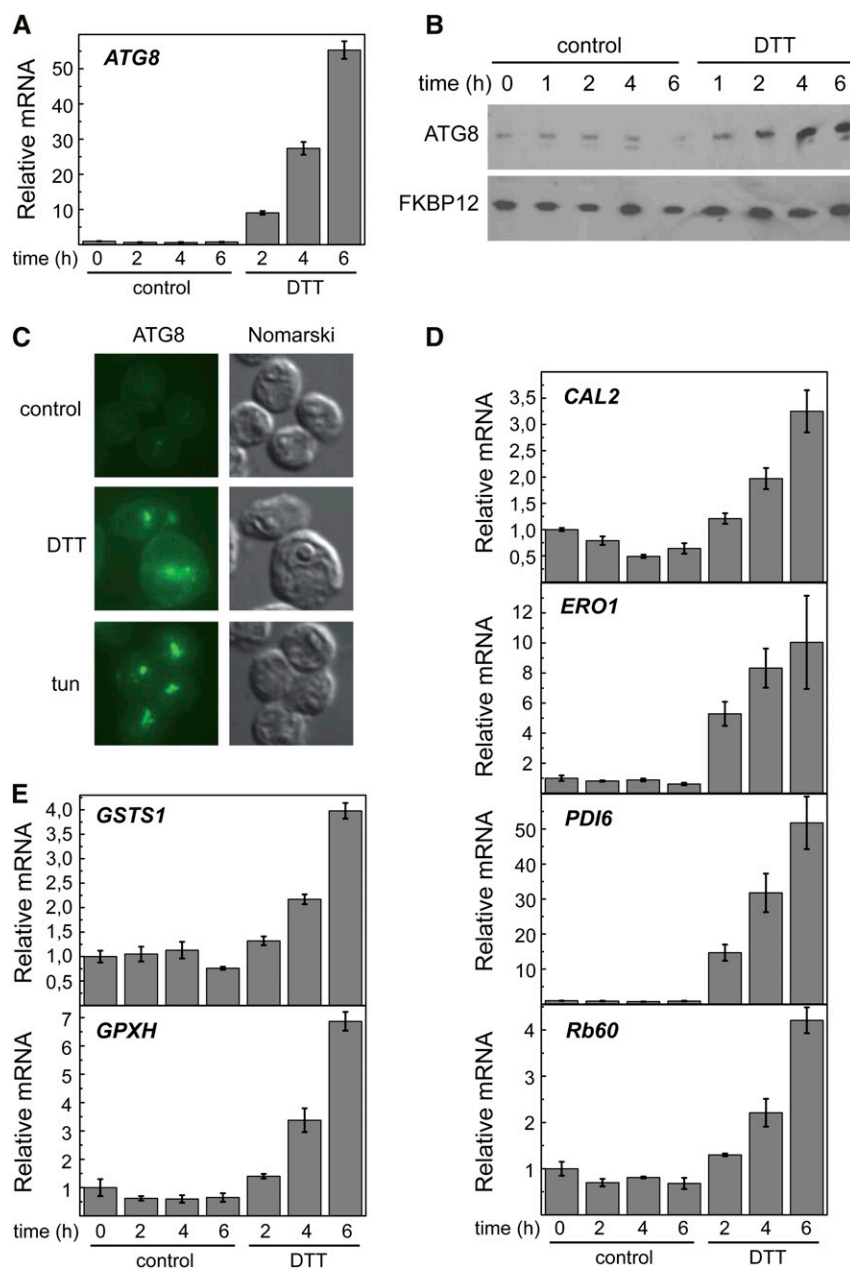 A
ATG8
Relative mRNA
50
40
30
20
10
time (h) 0 2 4 6 2 4 6
control DTT
B
control DTT
time (h) 0 1 2 4 6 1 2 4 6
ATG8
FKBP12
C
ATG8 Nomarski
control
DTT
tun
D
CAL2
Relative mRNA
3,5
3,0
2,5
2,0
1,5
1,0
0,5
ERO1
Relative mRNA
12
10
8
6
4
2
PDI6
Relative mRNA
50
40
30
20
10
Rb60
Relative mRNA
4
3
2
1
time (h) 0 2 4 6 2 4 6
control DTT
E
GSTS1
Relative mRNA
4,0
3,5
3,0
2,5
2,0
1,5
1,0
0,5
GPXH
Relative mRNA
7
6
5
4
3
2
1
time (h) 0 2 4 6 2 4 6
control DTT